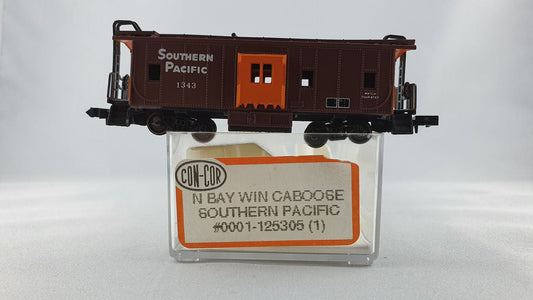 SOUTHERN
PACIFIC
1343
CON-COR
N BAY WIN CABOOSE
SOUTHERN PACIFIC
#0001-125305 (1)